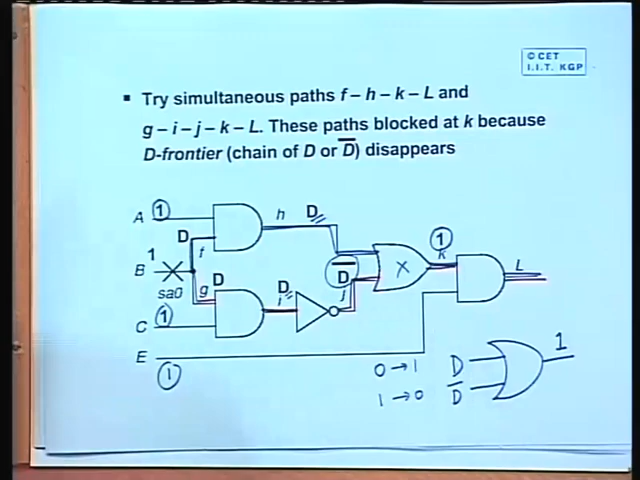 © CET
I.I.T. KGP
▪ Try simultaneous paths f – h – k – L and
g – i – j – k – L. These paths blocked at k because
D-frontier (chain of D or D̅) disappears
A 1 h D
D
1 f 1
B D̅ k L
sa0 g D D i j X
C 1
E 1
0 → 1 D 1
1 → 0 D̅